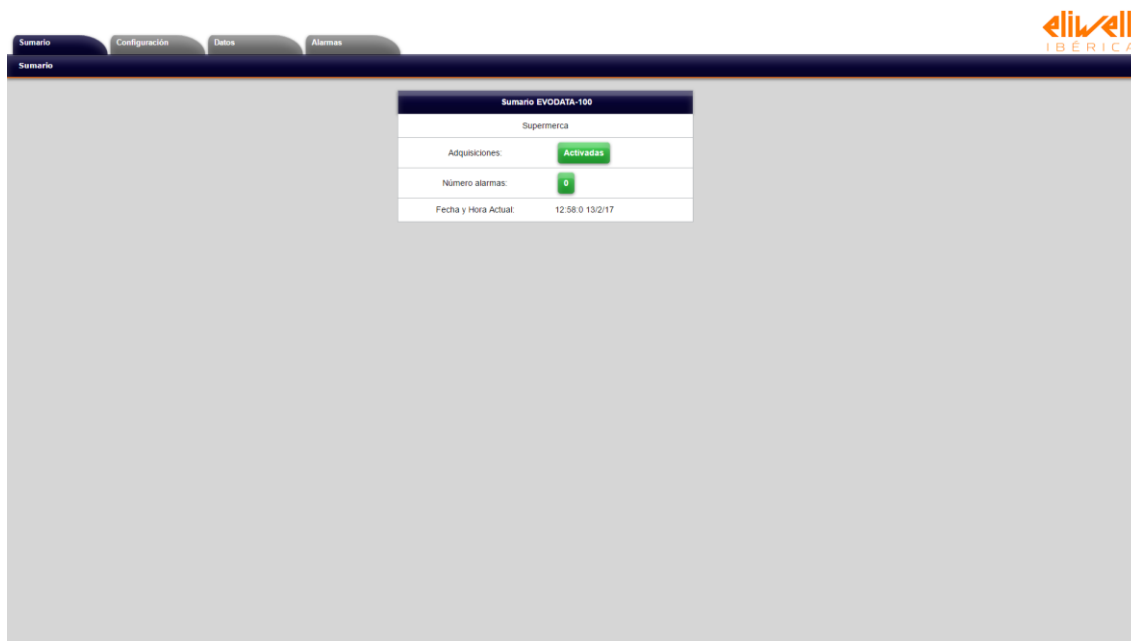 eliwell
IBÉRICA
Sumario Configuración Datos Alarmas
Sumario
Sumario EVODATA-100
Supermerca
Adquisiciones: Activadas
Número alarmas: 0
Fecha y Hora Actual: 12:58:0 13/2/17